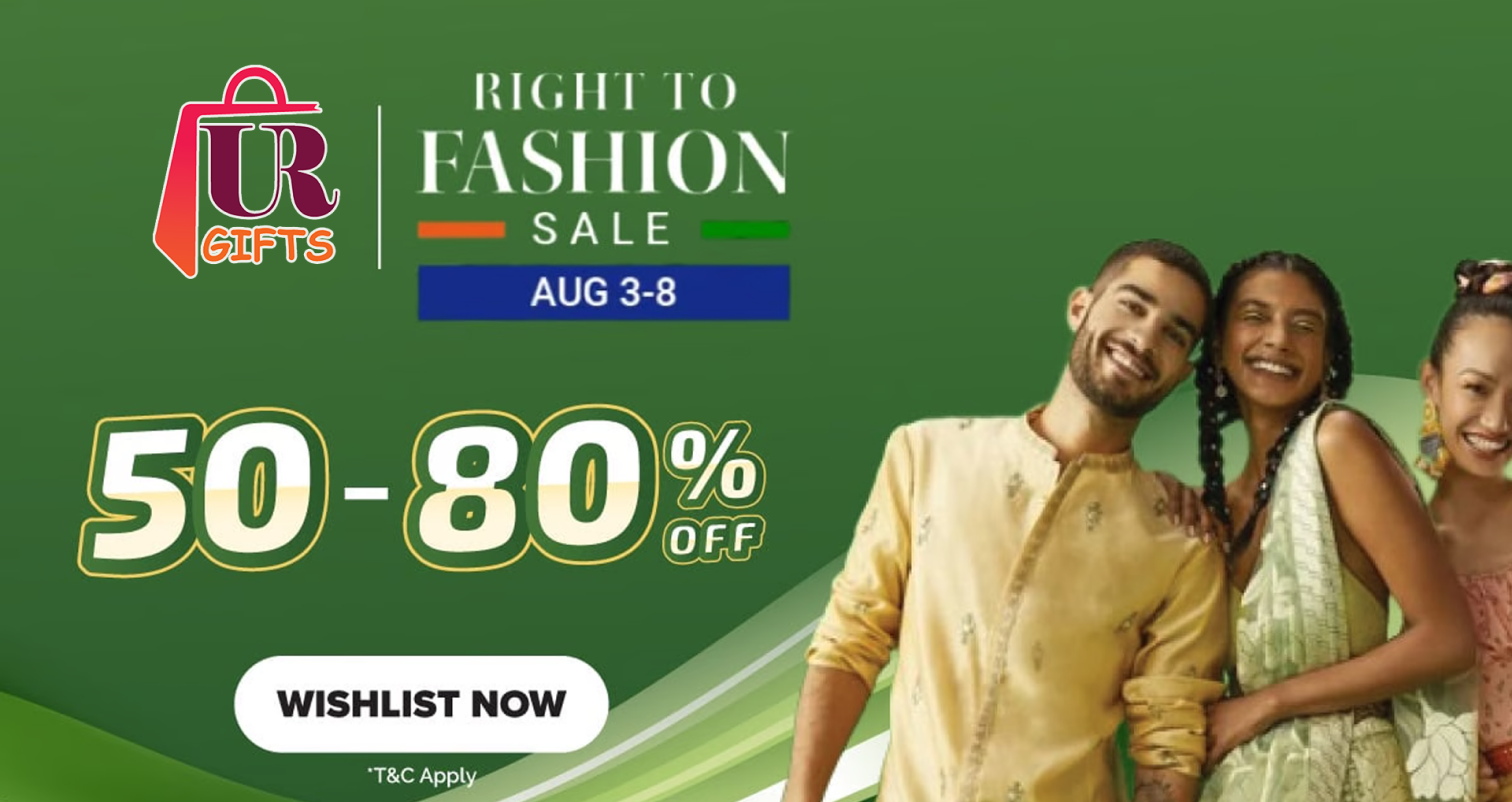 UR
GIFTS
RIGHT TO
FASHION
SALE
AUG 3-8
50-80%
OFF
WISHLIST NOW
*T&C Apply